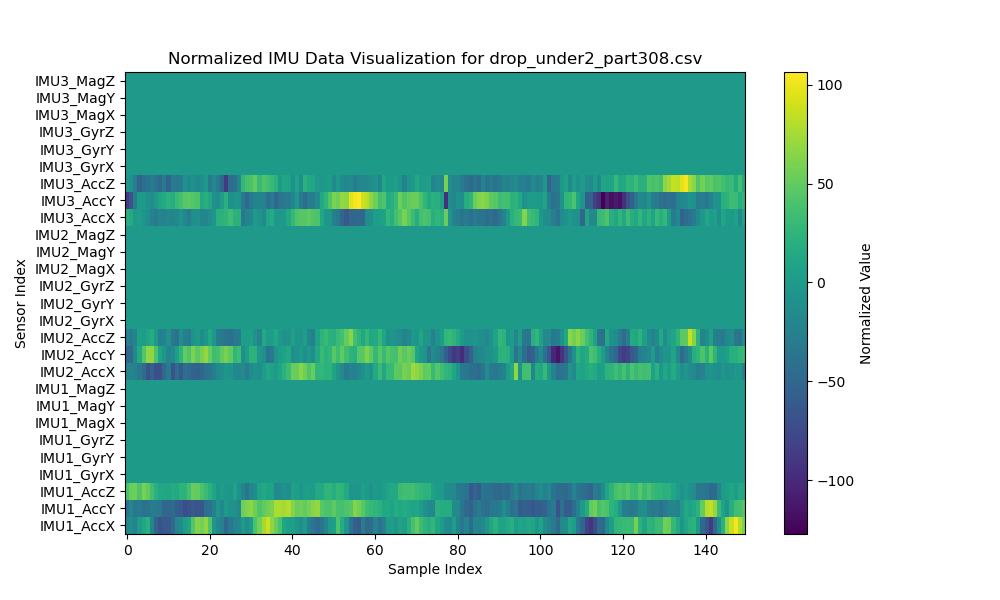 Normalized IMU Data Visualization for drop_under2_part308.csv
IMU3_MagZ
IMU3_MagY
IMU3_MagX
IMU3_GyrZ
IMU3_GyrY
IMU3_GyrX
IMU3_AccZ
IMU3_AccY
IMU3_AccX
IMU2_MagZ
IMU2_MagY
IMU2_MagX
IMU2_GyrZ
IMU2_GyrY
IMU2_GyrX
IMU2_AccZ
IMU2_AccY
IMU2_AccX
IMU1_MagZ
IMU1_MagY
IMU1_MagX
IMU1_GyrZ
IMU1_GyrY
IMU1_GyrX
IMU1_AccZ
IMU1_AccY
IMU1_AccX
Sensor Index
0 20 40 60 80 100 120 140
Sample Index
100
50
0
−50
−100
Normalized Value